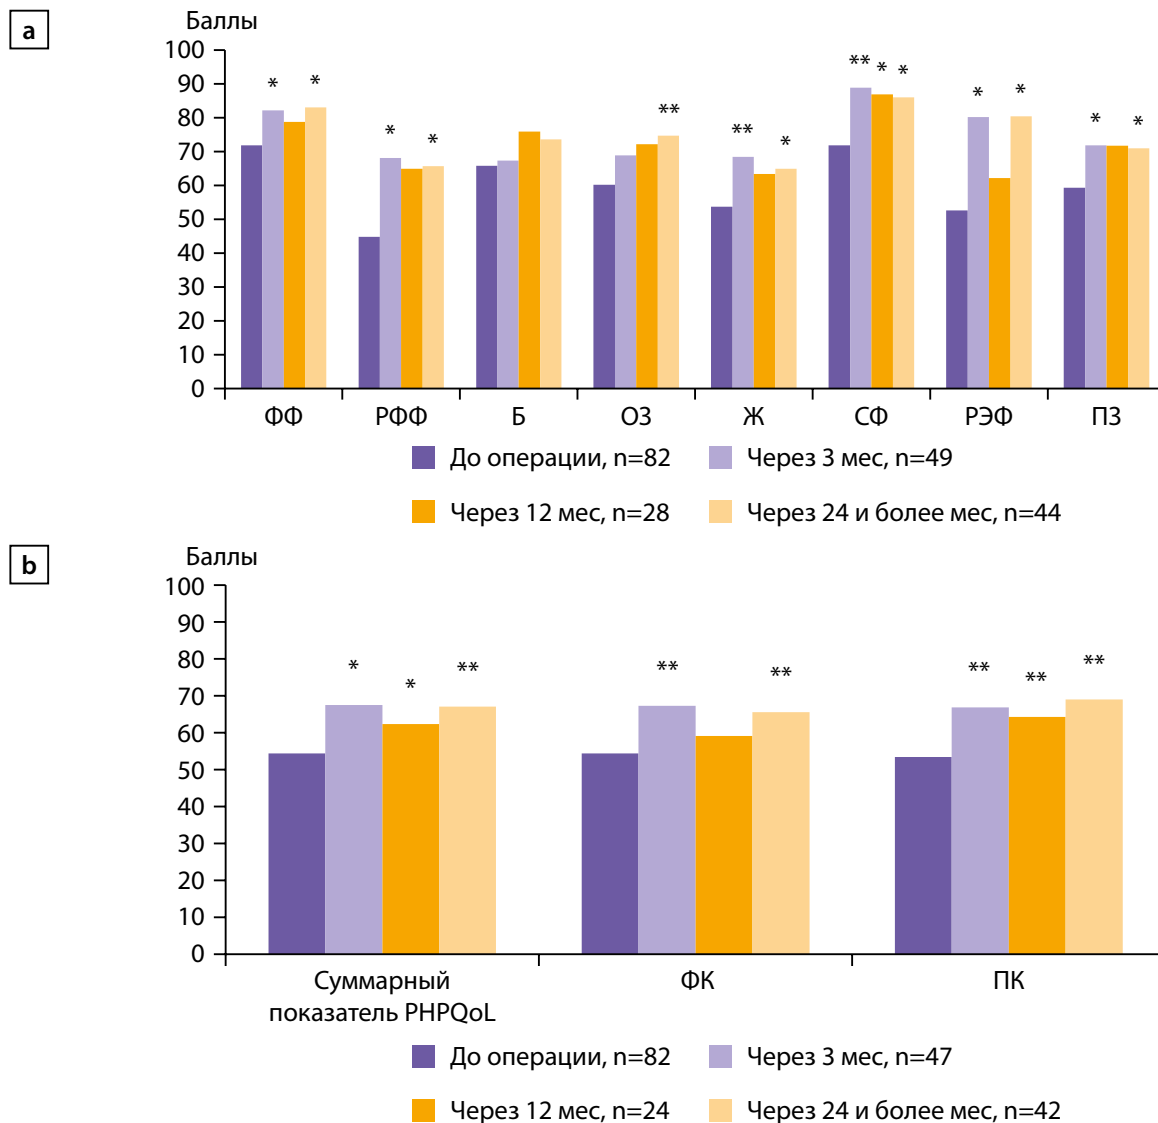 a
Баллы
100
90
80
70
60
50
40
30
20
10
0
* *
* *
**
** *
** * *
* *
* *
ФФ РФФ Б ОЗ Ж СФ РЭФ ПЗ
До операции, n=82 Через 3 мес, n=49
Через 12 мес, n=28 Через 24 и более мес, n=44
b
Баллы
100
90
80
70
60
50
40
30
20
10
0
* * **
** **
** ** **
Суммарный
показатель PHPQoL
ФК ПК
До операции, n=82 Через 3 мес, n=47
Через 12 мес, n=24 Через 24 и более мес, n=42